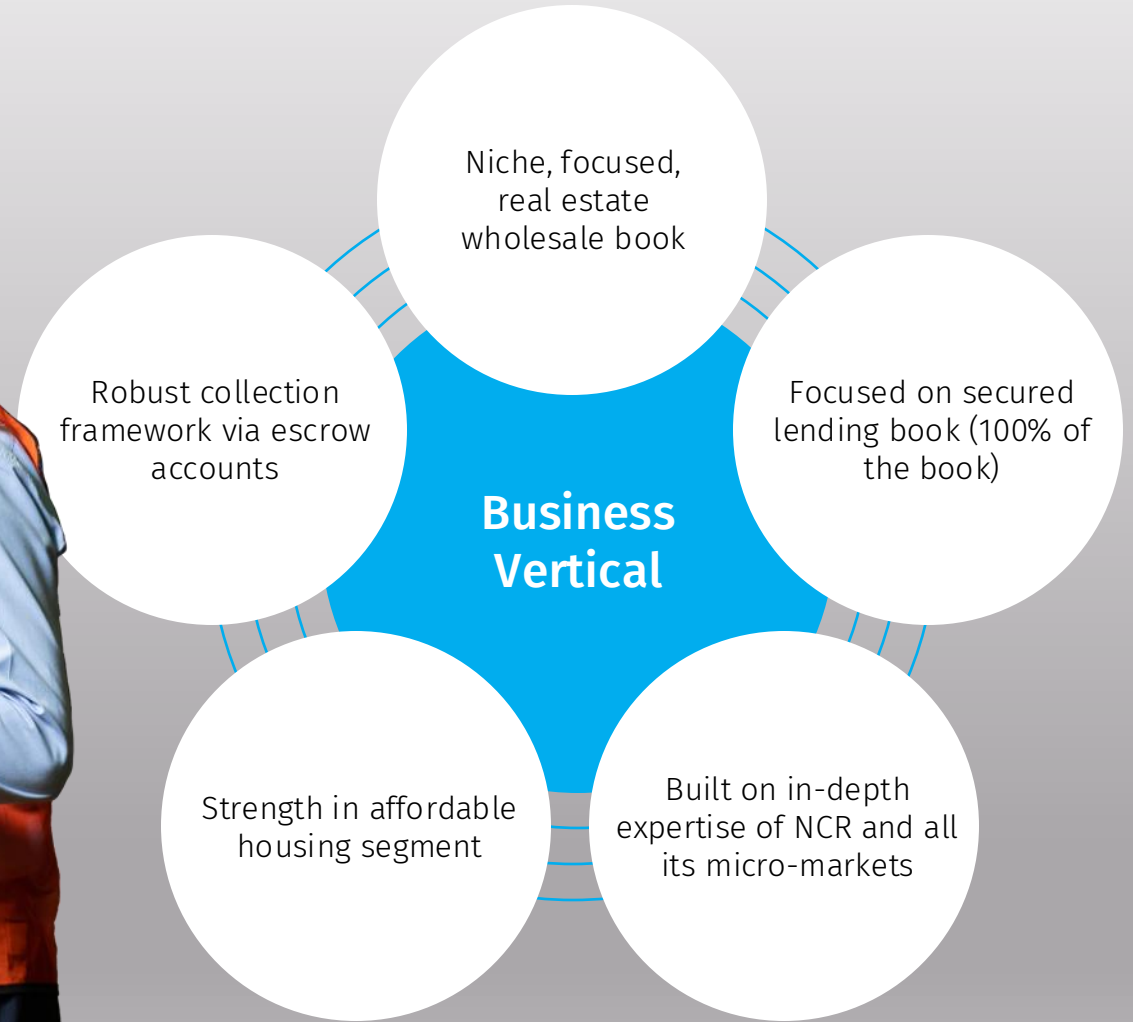 Niche, focused,
real estate
wholesale book
Robust collection
framework via escrow
accounts
Focused on secured
lending book (100% of
the book)
Business
Vertical
Strength in affordable
housing segment
Built on in-depth
expertise of NCR and all
its micro-markets